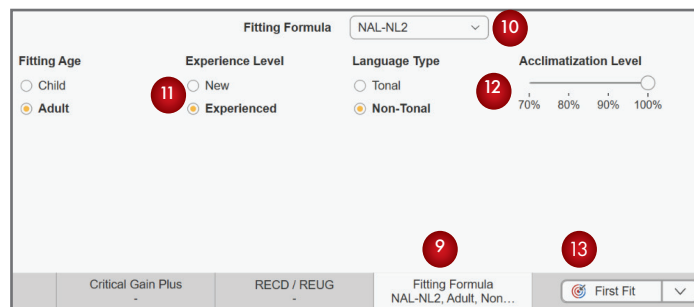 Fitting Formula NAL-NL2 10
Fitting Age Experience Level Language Type Acclimatization Level
Child New Tonal
11 12
Adult Experienced Non-Tonal 70% 80% 90% 100%
9 13
Critical Gain Plus RECD / REUG Fitting Formula First Fit
- - NAL-NL2, Adult, Non…